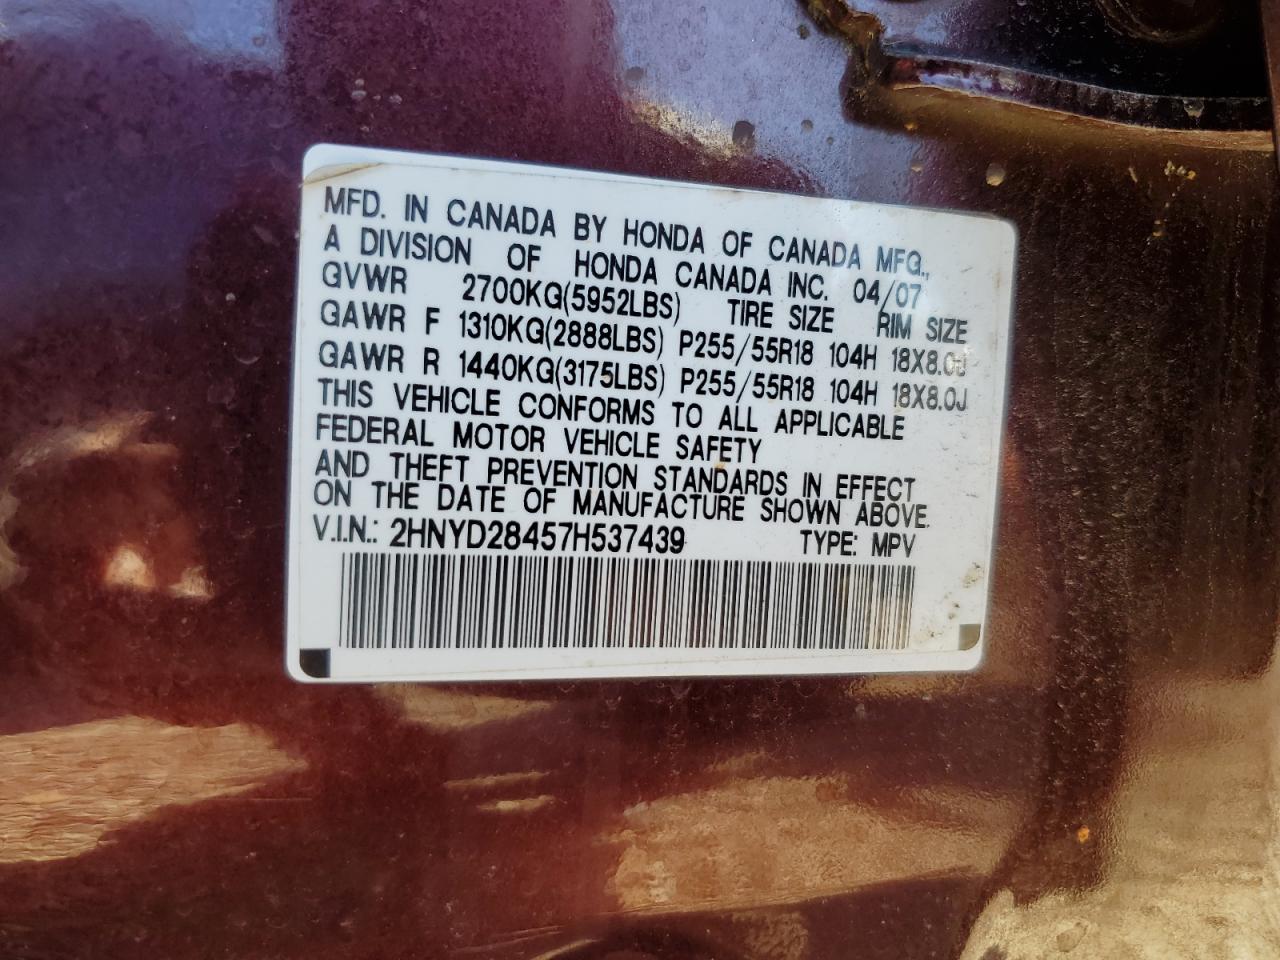 MFD. IN CANADA BY HONDA OF CANADA MFG.,
A DIVISION OF HONDA CANADA INC. 04/07
GVWR 2700KG(5952LBS) TIRE SIZE RIM SIZE
GAWR F 1310KG(2888LBS) P255/55R18 104H 18X8.0J
GAWR R 1440KG(3175LBS) P255/55R18 104H 18X8.0J
THIS VEHICLE CONFORMS TO ALL APPLICABLE
FEDERAL MOTOR VEHICLE SAFETY
AND THEFT PREVENTION STANDARDS IN EFFECT
ON THE DATE OF MANUFACTURE SHOWN ABOVE.
V.I.N.: 2HNYD28457H537439 TYPE: MPV